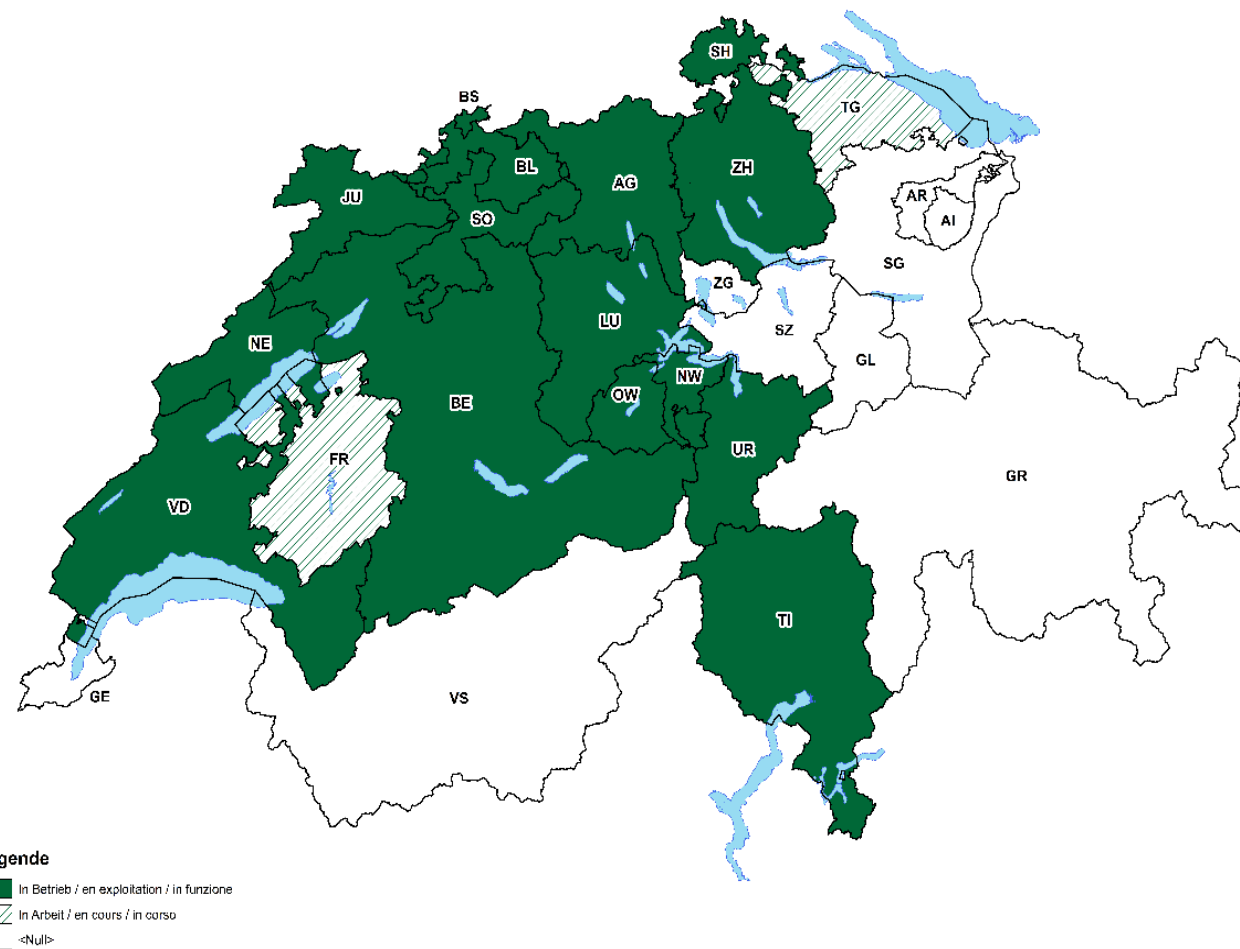 SH
BS
TG
BL
ZH
AG
JU
AR
SO
AI
SG
ZG
LU
SZ
NE
GL
NW
OW
BE
UR
FR
GR
VD
TI
GE
VS
gende
In Betrieb / en exploitation / in funzione
In Arbeit / en cours / in corso
<Null>